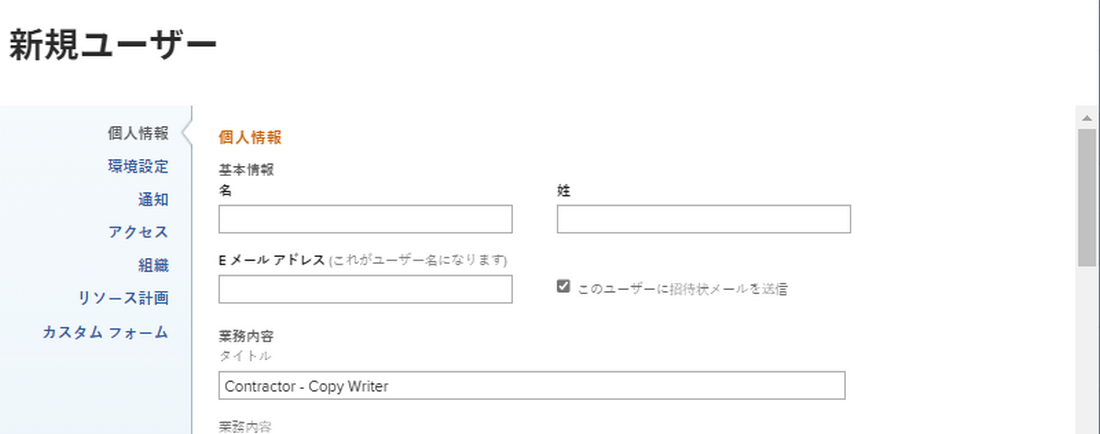 新規ユーザー
個人情報
環境設定
通知
アクセス
組織
リソース計画
カスタム フォーム
個人情報
基本情報
名 姓
E メール アドレス (これがユーザー名になります)
このユーザーに招待状メールを送信
業務内容
タイトル
Contractor - Copy Writer
業務内容